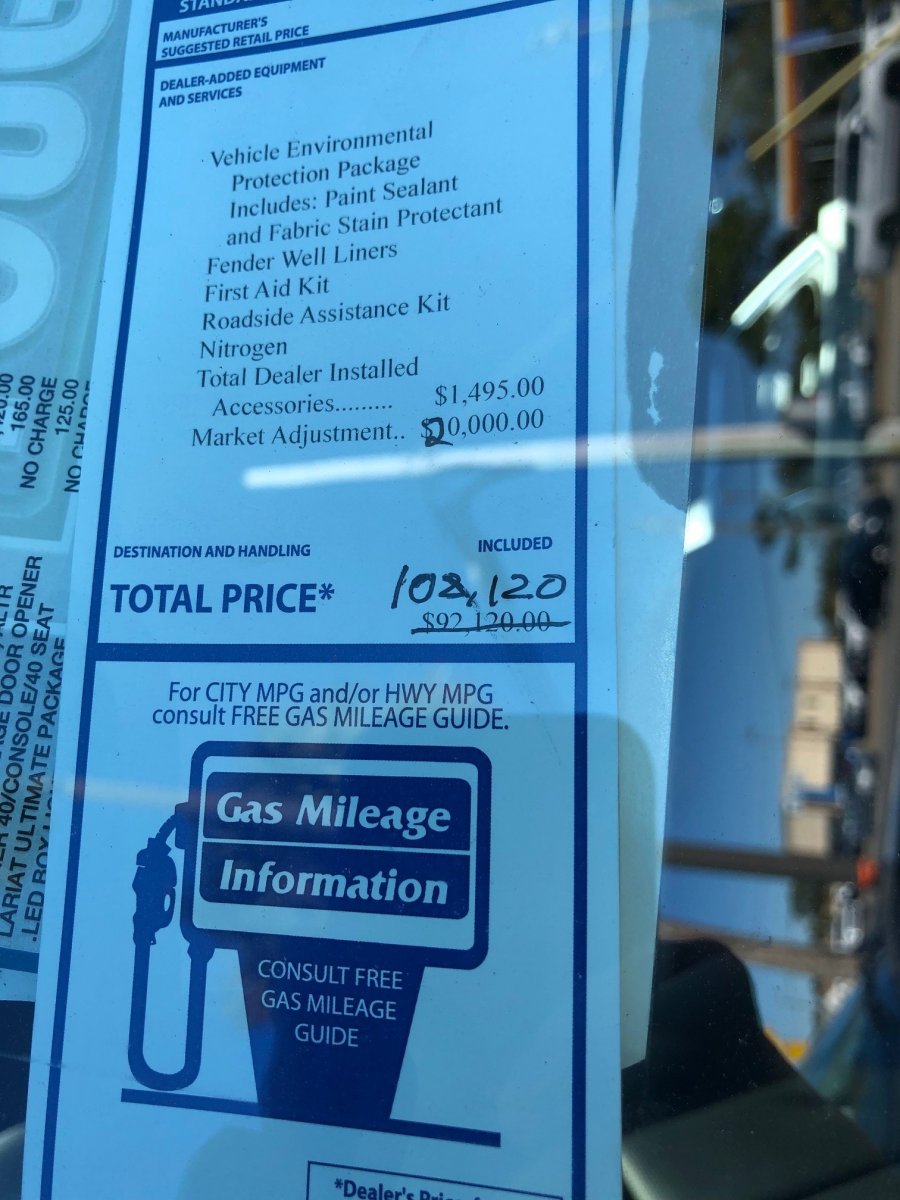 MANUFACTURER'S
SUGGESTED RETAIL PRICE
DEALER-ADDED EQUIPMENT
AND SERVICES
Vehicle Environmental
Protection Package
Includes: Paint Sealant
and Fabric Stain Protectant
Fender Well Liners
First Aid Kit
Roadside Assistance Kit
Nitrogen
Total Dealer Installed
Accessories......... $1,495.00
Market Adjustment.. $20,000.00
DESTINATION AND HANDLING INCLUDED
TOTAL PRICE* 102,120
$92,120.00
For CITY MPG and/or HWY MPG
consult FREE GAS MILEAGE GUIDE.
Gas Mileage
Information
CONSULT FREE
GAS MILEAGE
GUIDE
*Dealer's
165.00
NO CHARGE
125.00
NO
DOOR OPENER
40/CONSOLE/40 SEAT
LARIAT ULTIMATE PACKAGE
.LED BOX